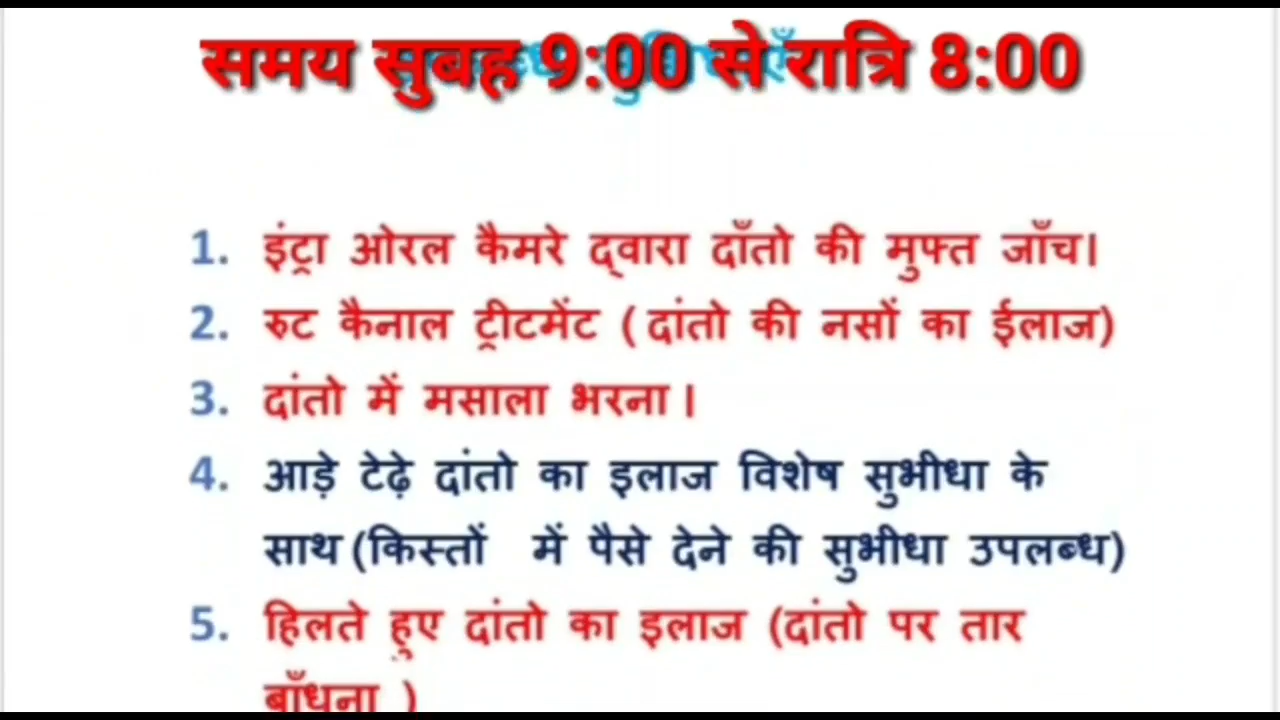 समय सुबह 9:00 से रात्रि 8:00
1. इंट्रा ओरल कैमरे द्वारा दाँतो की मुफ्त जाँच।
2. रुट कैनाल ट्रीटमेंट ( दांतो की नसों का ईलाज)
3. दांतो में मसाला भरना ।
4. आड़े टेढ़े दांतो का इलाज विशेष सुभीधा के
साथ (किस्तों में पैसे देने की सुभीधा उपलब्ध)
5. हिलते हुए दांतो का इलाज (दांतो पर तार
बाँधना )